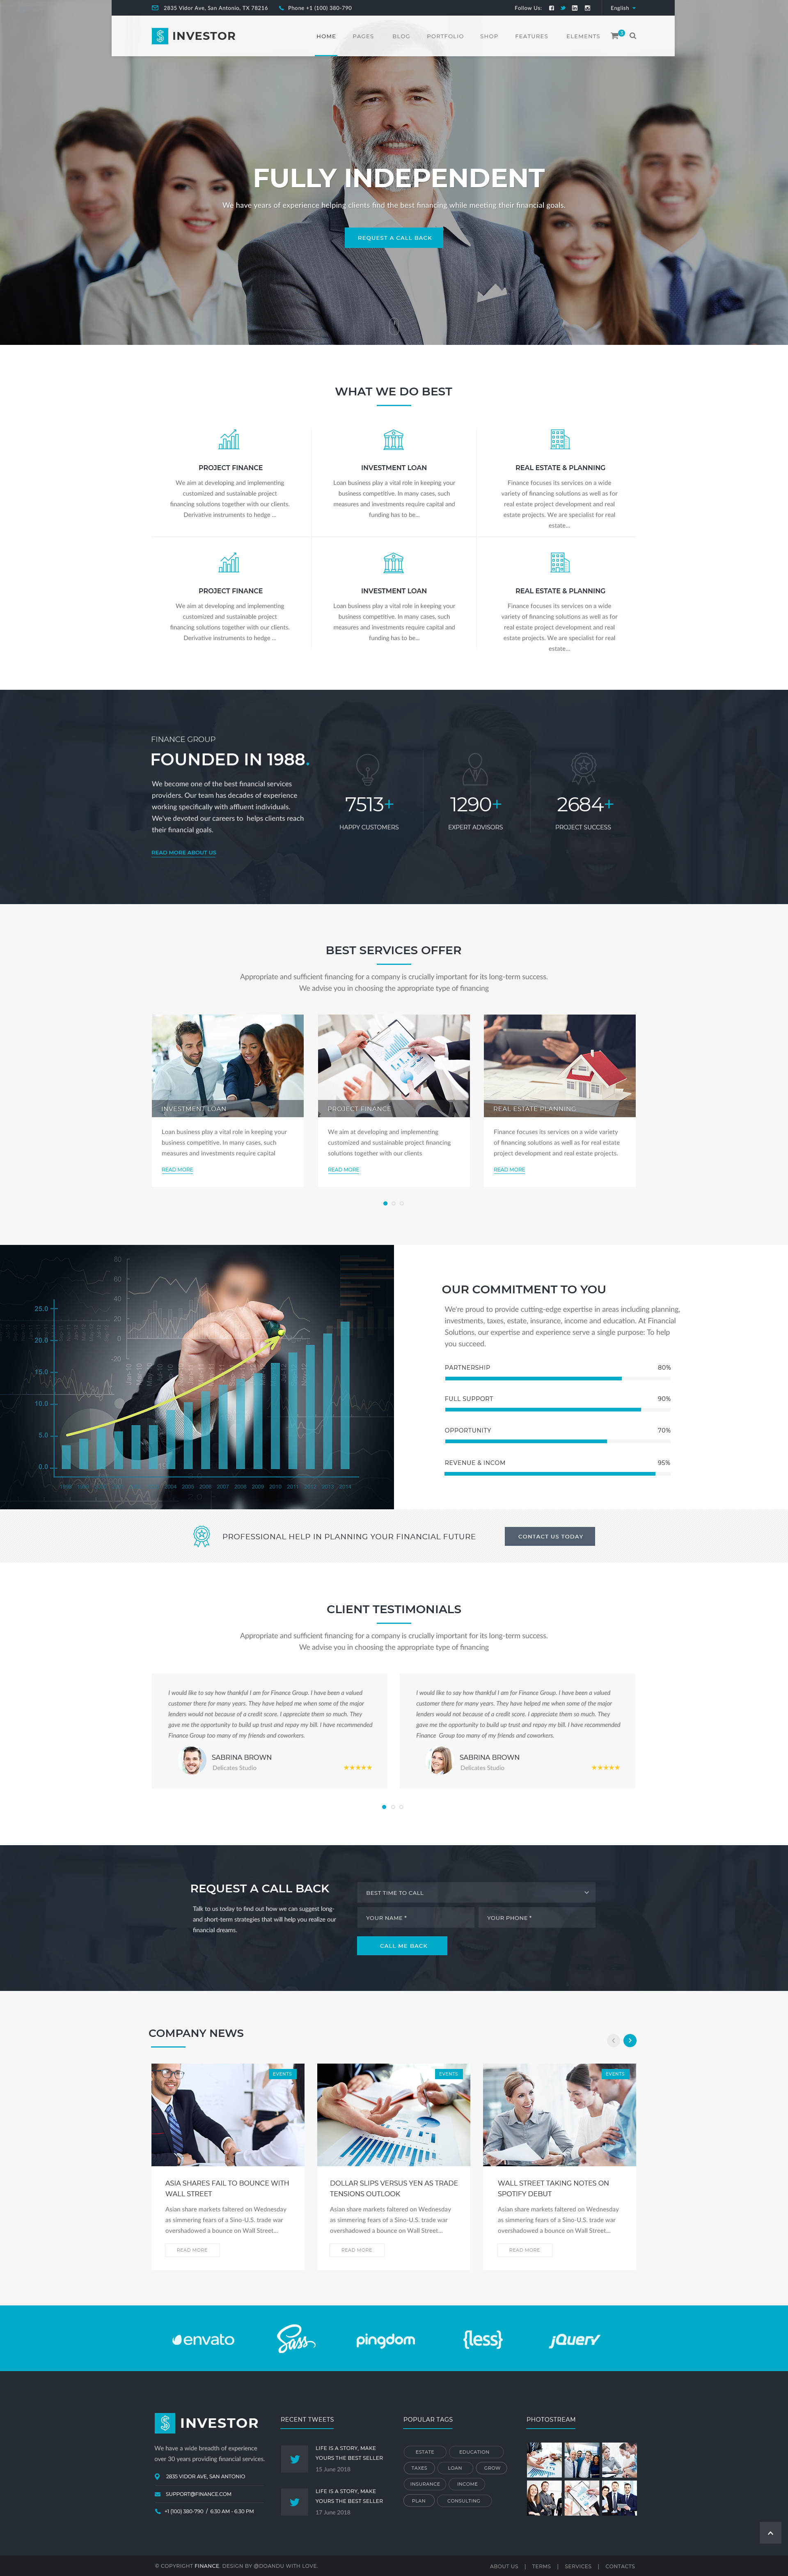 2835 Vidor Ave, San Antonio, TX 78216
Phone +1 (100) 380-790
Follow Us:
English
INVESTOR
HOME
PAGES
BLOG
PORTFOLIO
SHOP
FEATURES
ELEMENTS
3
FULLY INDEPENDENT
We have years of experience helping clients find the best financing while meeting their financial goals.
REQUEST A CALL BACK
WHAT WE DO BEST
PROJECT FINANCE
We aim at developing and implementing
customized and sustainable project
financing solutions together with our clients.
Derivative instruments to hedge ...
INVESTMENT LOAN
Loan business play a vital role in keeping your
business competitive. In many cases, such
measures and investments require capital and
funding has to be...
REAL ESTATE & PLANNING
Finance focuses its services on a wide
variety of financing solutions as well as for
real estate project development and real
estate projects. We are specialist for real
estate...
PROJECT FINANCE
We aim at developing and implementing
customized and sustainable project
financing solutions together with our clients.
Derivative instruments to hedge ...
INVESTMENT LOAN
Loan business play a vital role in keeping your
business competitive. In many cases, such
measures and investments require capital and
funding has to be...
REAL ESTATE & PLANNING
Finance focuses its services on a wide
variety of financing solutions as well as for
real estate project development and real
estate projects. We are specialist for real
estate...
FINANCE GROUP
FOUNDED IN 1988.
We become one of the best financial services
providers. Our team has decades of experience
working specifically with affluent individuals.
We've devoted our careers to helps clients reach
their financial goals.
READ MORE ABOUT US
7513+
HAPPY CUSTOMERS
1290+
EXPERT ADVISORS
2684+
PROJECT SUCCESS
BEST SERVICES OFFER
Appropriate and sufficient financing for a company is crucially important for its long-term success.
We advise you in choosing the appropriate type of financing
INVESTMENT LOAN
Loan business play a vital role in keeping your
business competitive. In many cases, such
measures and investments require capital
READ MORE
PROJECT FINANCE
We aim at developing and implementing
customized and sustainable project financing
solutions together with our clients
READ MORE
REAL ESTATE PLANNING
Finance focuses its services on a wide variety
of financing solutions as well as for real estate
project development and real estate projects.
READ MORE
80
60
40
20
0
-20
25.0
20.0
15.0
10.0
5.0
0.0
2004 2005 2006 2007 2008 2009 2010 2011 2012 2013 2014
OUR COMMITMENT TO YOU
We're proud to provide cutting-edge expertise in areas including planning,
investments, taxes, estate, insurance, income and education. At Financial
Solutions, our expertise and experience serve a single purpose: To help
you succeed.
PARTNERSHIP 80%
FULL SUPPORT 90%
OPPORTUNITY 70%
REVENUE & INCOM 95%
PROFESSIONAL HELP IN PLANNING YOUR FINANCIAL FUTURE
CONTACT US TODAY
CLIENT TESTIMONIALS
Appropriate and sufficient financing for a company is crucially important for its long-term success.
We advise you in choosing the appropriate type of financing
I would like to say how thankful I am for Finance Group. I have been a valued
customer there for many years. They have helped me when some of the major
lenders would not because of a credit score. I appreciate them so much. They
gave me the opportunity to build up trust and repay my bill. I have recommended
Finance Group too many of my friends and coworkers.
SABRINA BROWN
Delicates Studio
I would like to say how thankful I am for Finance Group. I have been a valued
customer there for many years. They have helped me when some of the major
lenders would not because of a credit score. I appreciate them so much. They
gave me the opportunity to build up trust and repay my bill. I have recommended
Finance Group too many of my friends and coworkers.
SABRINA BROWN
Delicates Studio
REQUEST A CALL BACK
Talk to us today to find out how we can suggest long-
and short-term strategies that will help you realize our
financial dreams.
BEST TIME TO CALL
YOUR NAME *
YOUR PHONE *
CALL ME BACK
COMPANY NEWS
EVENTS
ASIA SHARES FAIL TO BOUNCE WITH
WALL STREET
Asian share markets faltered on Wednesday
as simmering fears of a Sino-U.S. trade war
overshadowed a bounce on Wall Street...
READ MORE
EVENTS
DOLLAR SLIPS VERSUS YEN AS TRADE
TENSIONS OUTLOOK
Asian share markets faltered on Wednesday
as simmering fears of a Sino-U.S. trade war
overshadowed a bounce on Wall Street...
READ MORE
EVENTS
WALL STREET TAKING NOTES ON
SPOTIFY DEBUT
Asian share markets faltered on Wednesday
as simmering fears of a Sino-U.S. trade war
overshadowed a bounce on Wall Street...
READ MORE
envato
Sass
pingdom
{less}
jQuery
INVESTOR
We have a wide breadth of experience
over 30 years providing financial services.
2835 VIDOR AVE, SAN ANTONIO
SUPPORT@FINANCE.COM
+1 (100) 380-790 / 6:30 AM - 6:30 PM
RECENT TWEETS
LIFE IS A STORY, MAKE
YOURS THE BEST SELLER
15 June 2018
LIFE IS A STORY, MAKE
YOURS THE BEST SELLER
17 June 2018
POPULAR TAGS
ESTATE
EDUCATION
TAXES
LOAN
GROW
INSURANCE
INCOME
PLAN
CONSULTING
PHOTOSTREAM
© COPYRIGHT FINANCE. DESIGN BY @DOANDU WITH LOVE.
ABOUT US | TERMS | SERVICES | CONTACTS